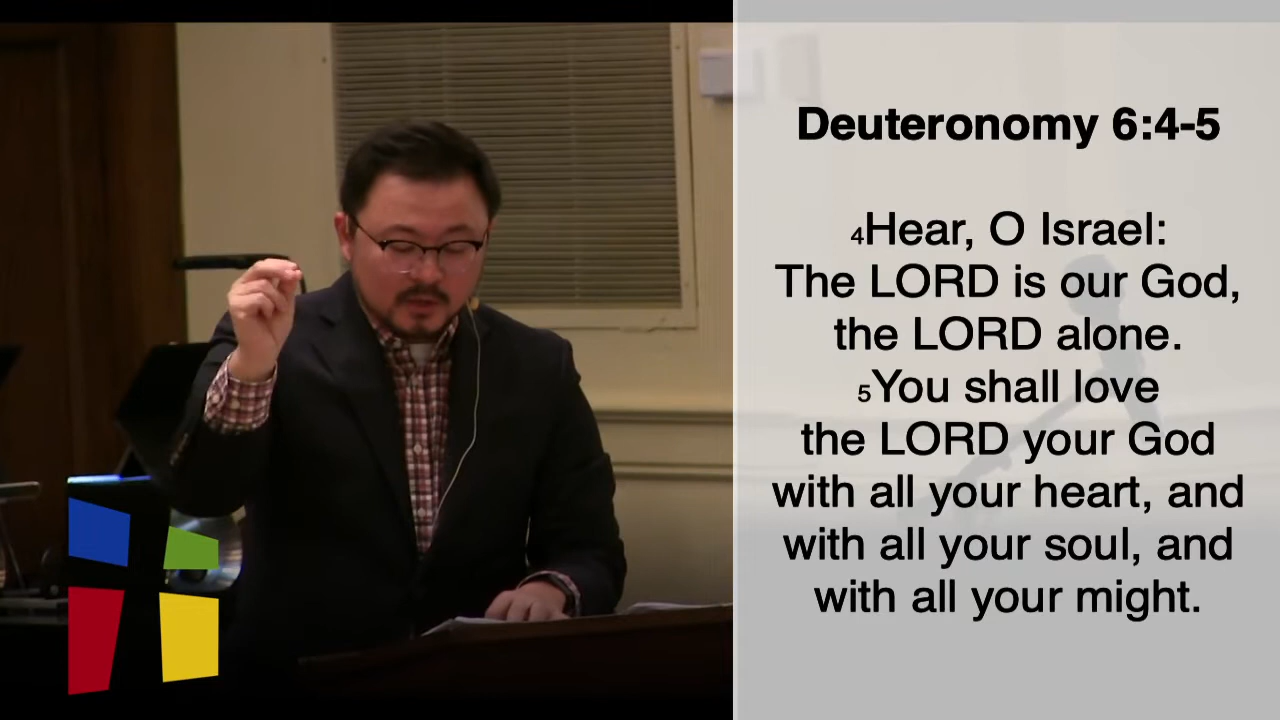 Deuteronomy 6:4-5
4Hear, O Israel:
The LORD is our God,
the LORD alone.
5You shall love
the LORD your God
with all your heart, and
with all your soul, and
with all your might.